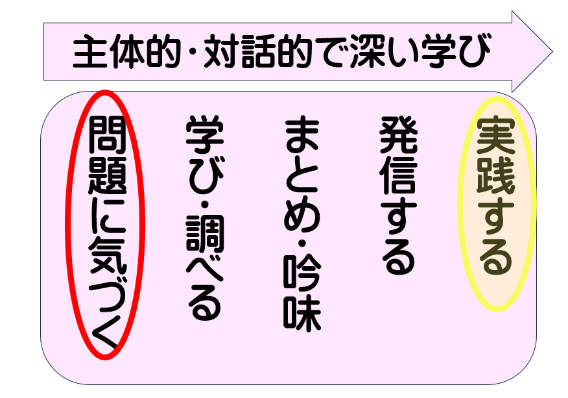 主体的・対話的で深い学び
問題に気づく
学び・調べる
まとめ・吟味
発信する
実践する